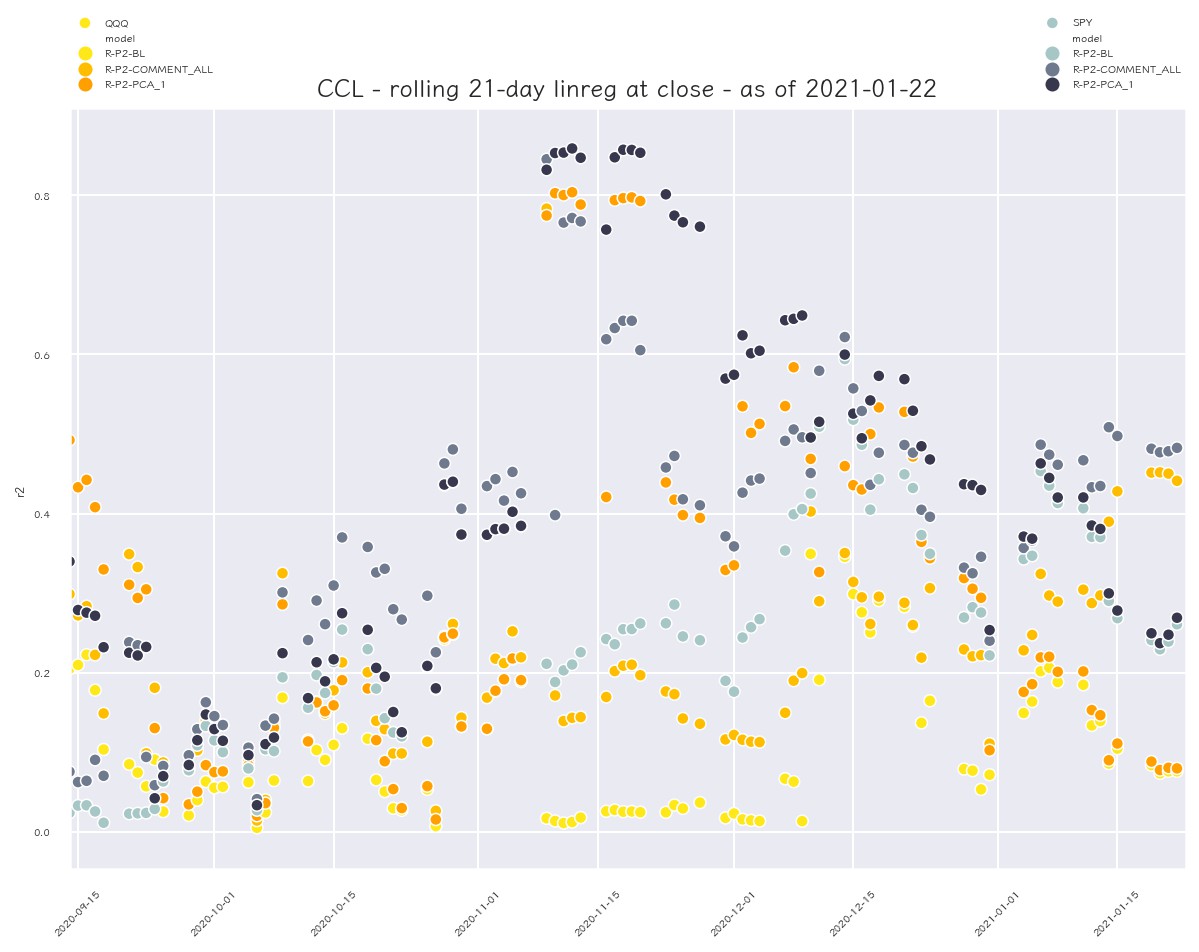 QQQ
model
R-P2-BL
R-P2-COMMENT_ALL
R-P2-PCA_1
SPY
model
R-P2-BL
R-P2-COMMENT_ALL
R-P2-PCA_1
CCL - rolling 21-day linreg at close - as of 2021-01-22
0.8
0.6
0.4
0.2
0.0
r2
2020-09-15
2020-10-01
2020-10-15
2020-11-01
2020-11-15
2020-12-01
2020-12-15
2021-01-01
2021-01-15